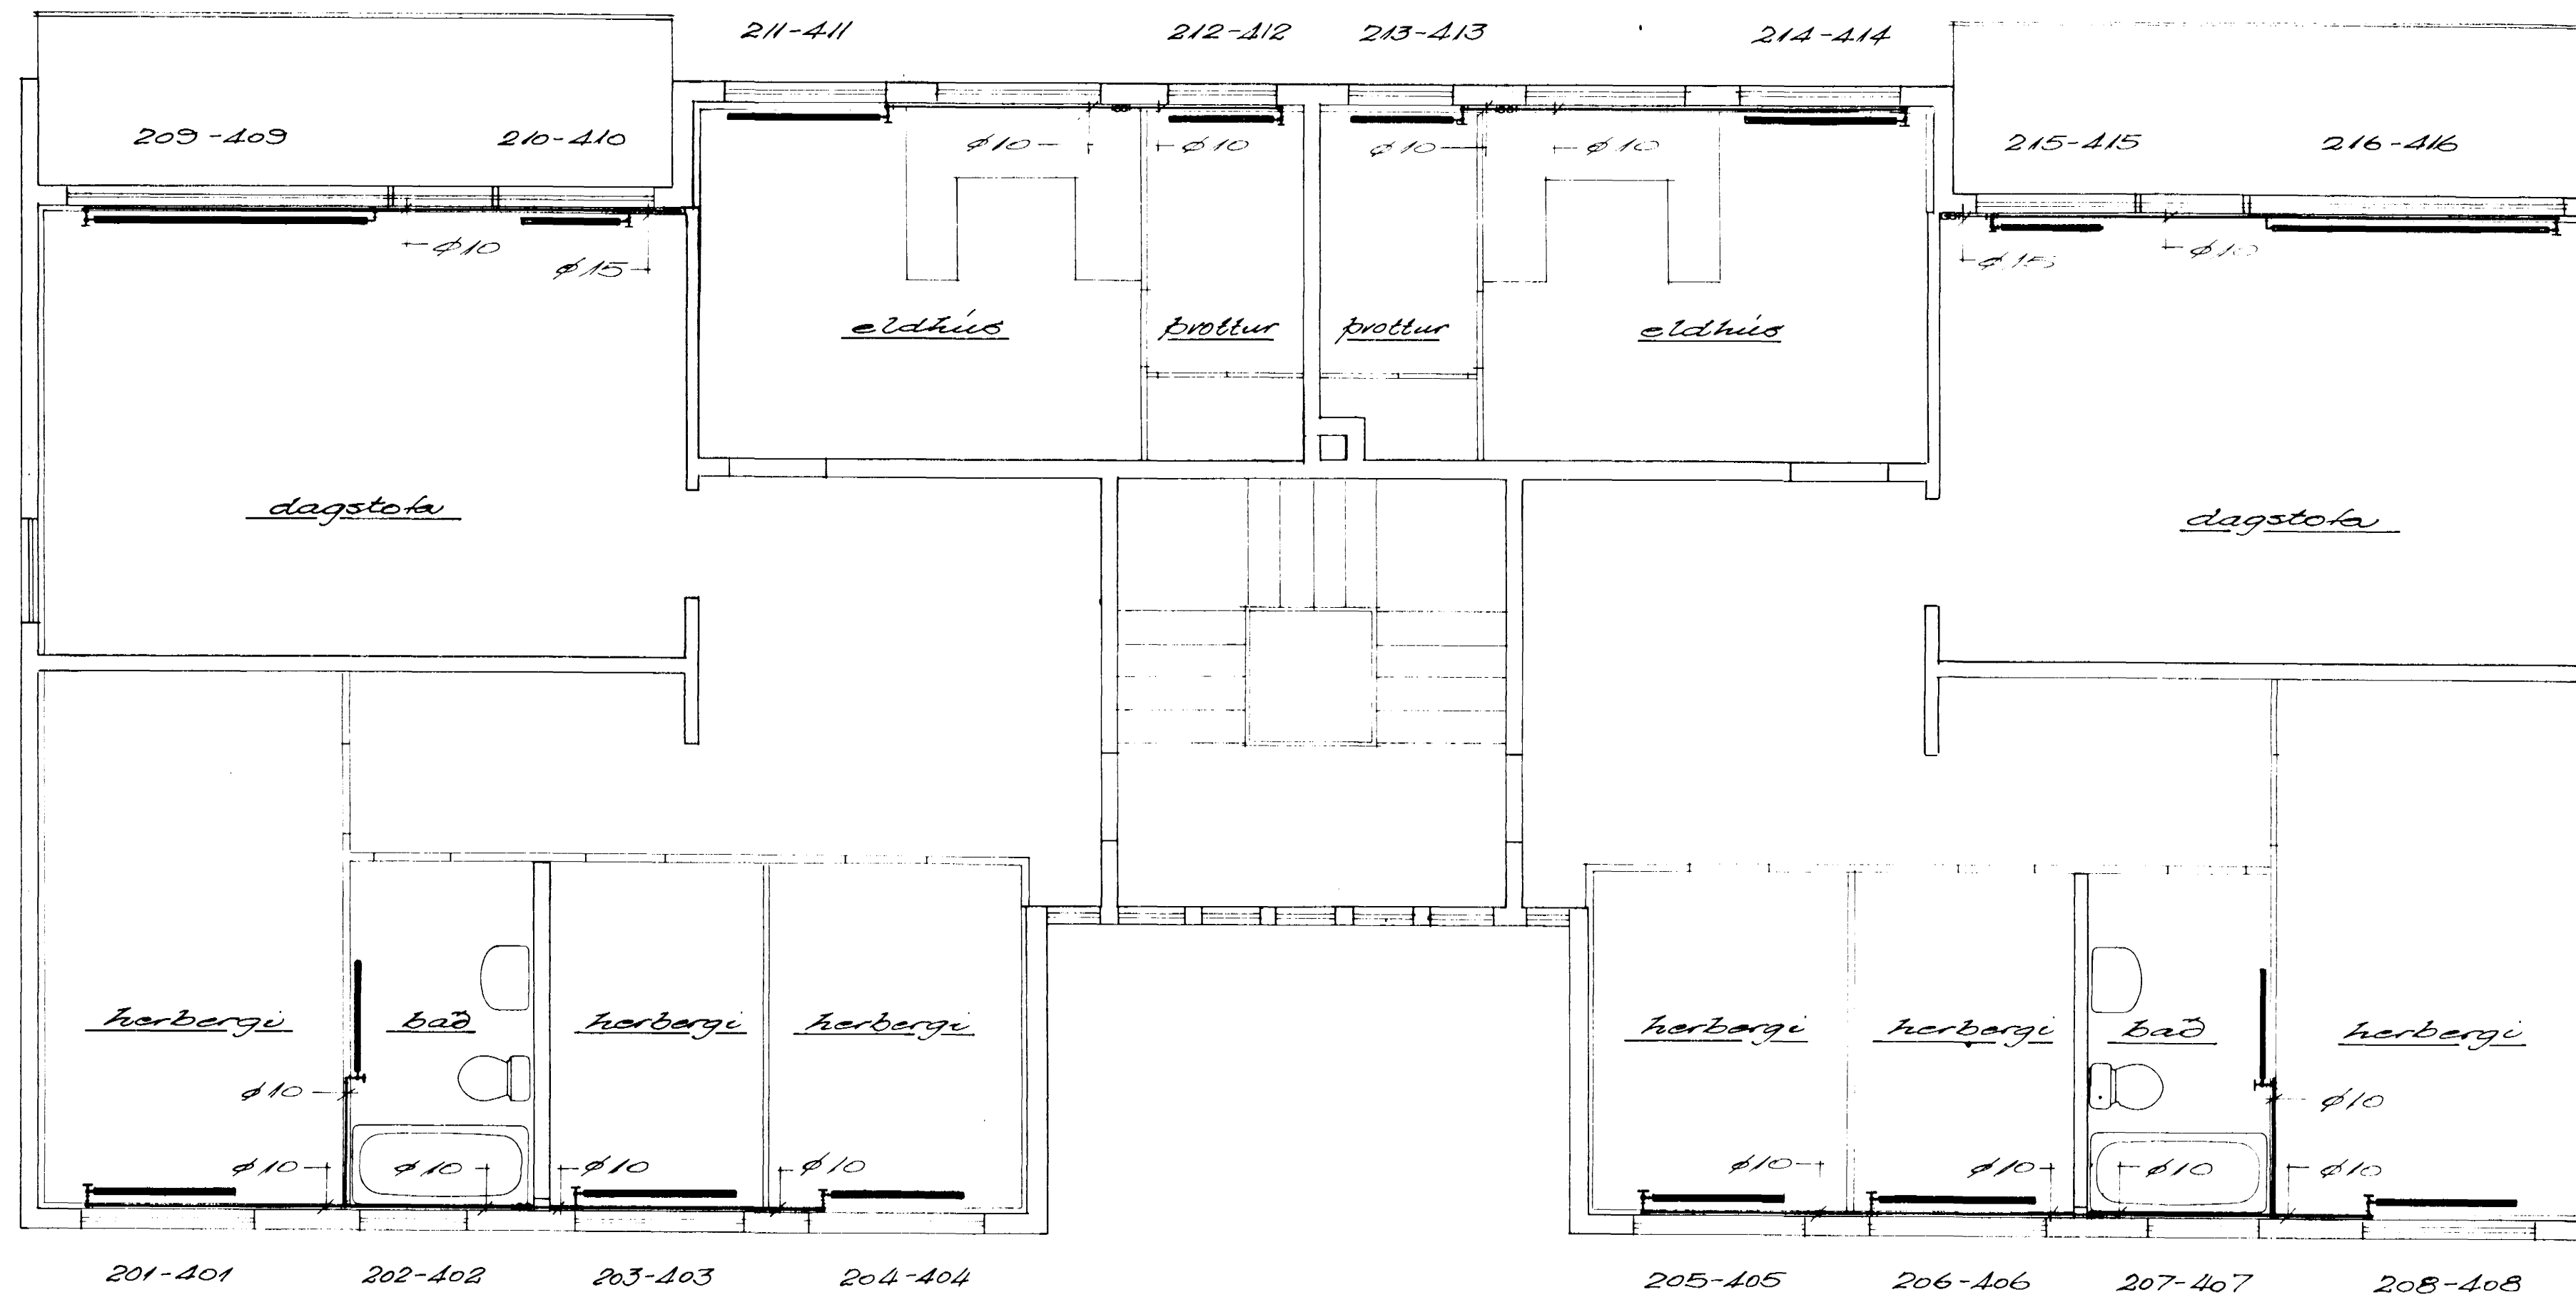 211-411 212-412 213-413 214-414
209-409 210-410 215-415 216-416
ø10 ø10 ø10 ø10
ø10 ø15 ø15 ø10
eldhús þvottur þvottur eldhús
dagstofa dagstofa
herbergi bað herbergi herbergi herbergi herbergi bað herbergi
ø10 ø10
ø10 ø10 ø10 ø10 ø10 ø10 ø10 ø10
201-401 202-402 203-403 204-404 205-405 206-406 207-407 208-408